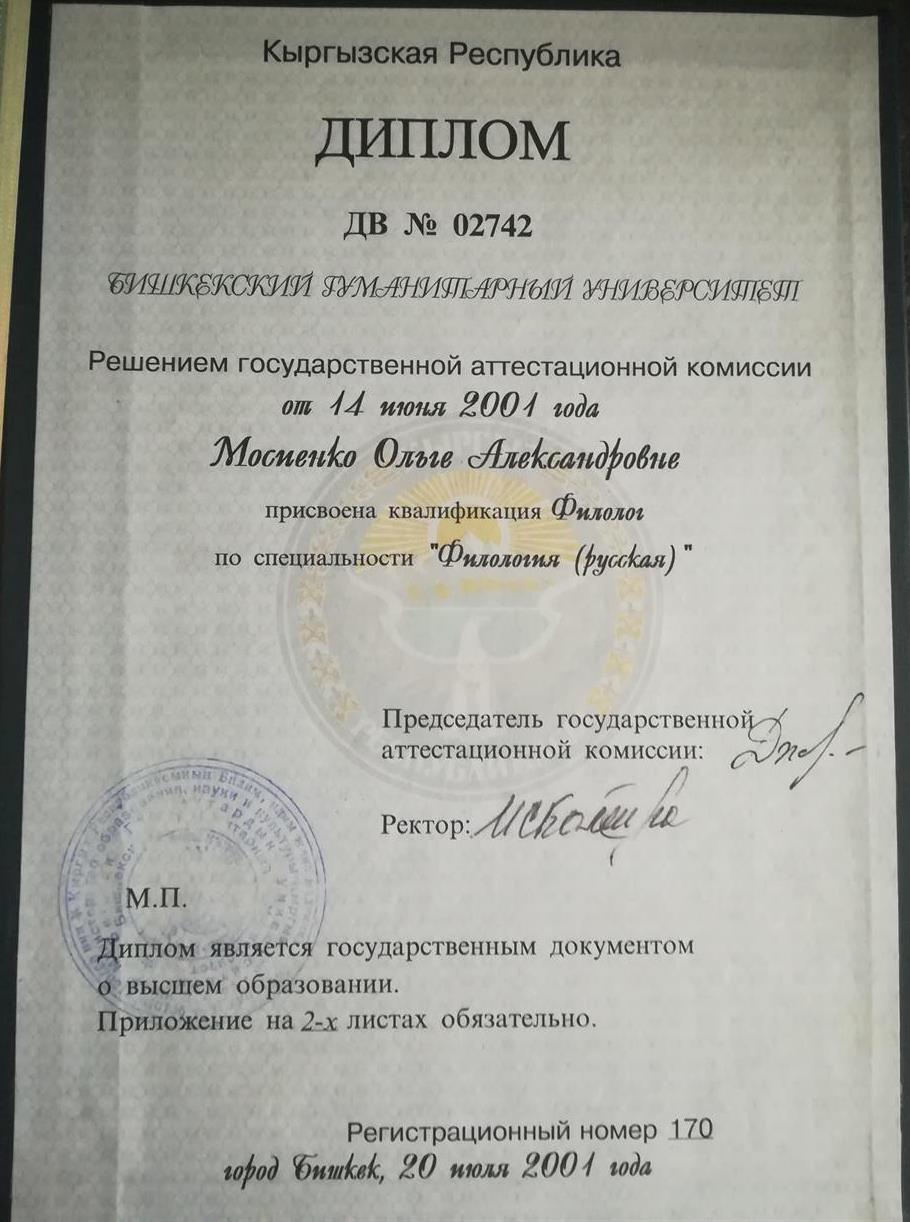 Кыргызская Республика
ДИПЛОМ
ДВ № 02742
БИШКЕКСКИЙ ГУМАНИТАРНЫЙ УНИВЕРСИТЕТ
Решением государственной аттестационной комиссии
от 14 июня 2001 года
Мосиенко Ольге Александровне
присвоена квалификация Филолог
по специальности "Филология (русская)"
Председатель государственной
аттестационной комиссии:
Ректор:
М.П.
Диплом является государственным документом
о высшем образовании.
Приложение на 2-х листах обязательно.
Регистрационный номер 170
город Бишкек, 20 июля 2001 года